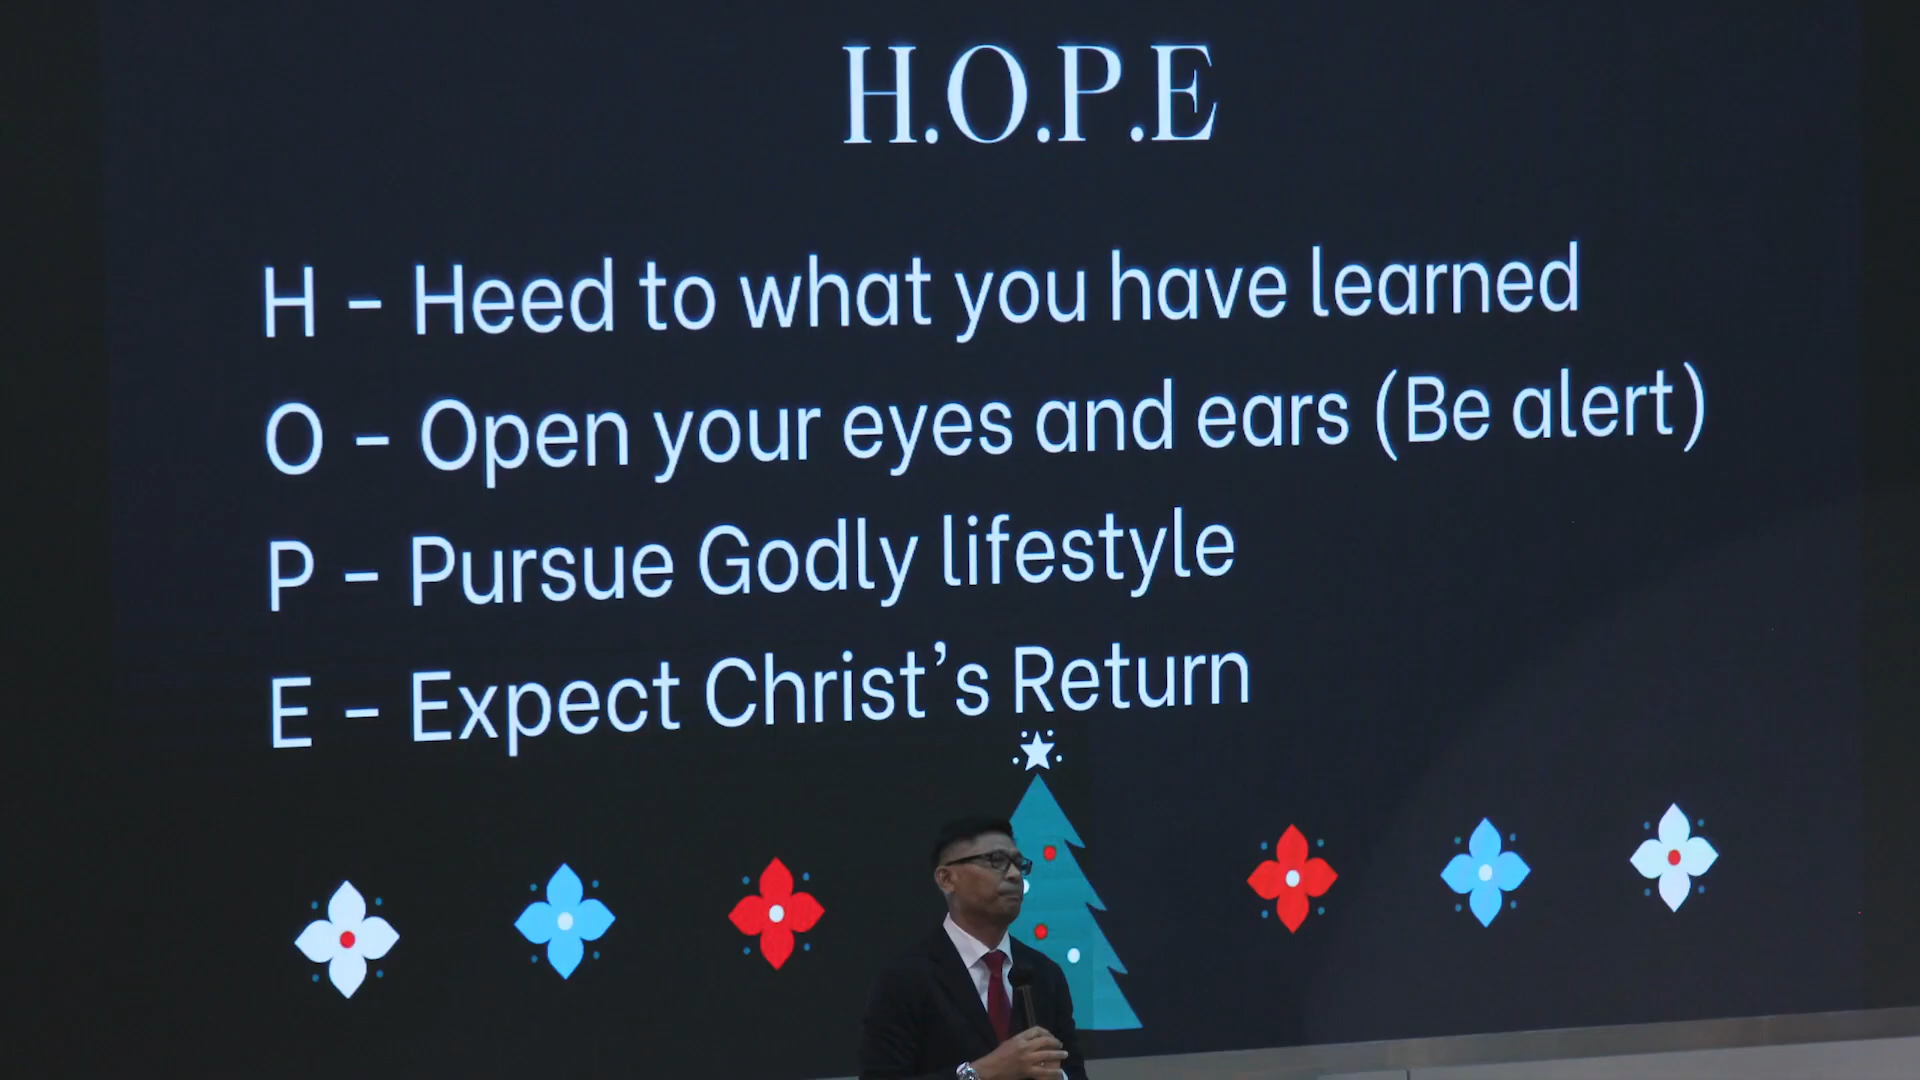 H.O.P.E
H - Heed to what you have learned
O - Open your eyes and ears (Be alert)
P - Pursue Godly lifestyle
E - Expect Christ's Return